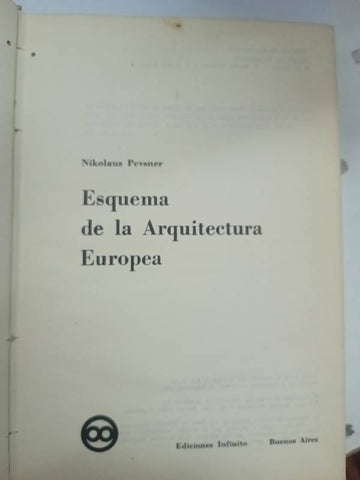 Nikolaus Pevsner
Esquema
de la Arquitectura
Europea
Ediciones Infinito Buenos Aires